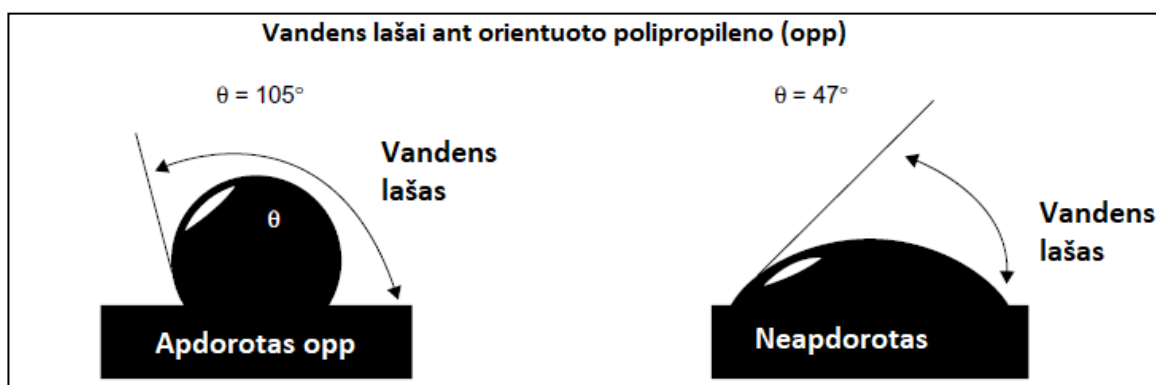 Vandens lašai ant orientuoto polipropileno (opp)
θ = 105°
θ = 47°
Vandens
lašas
θ
Vandens
lašas
Apdorotas opp
Neapdorotas